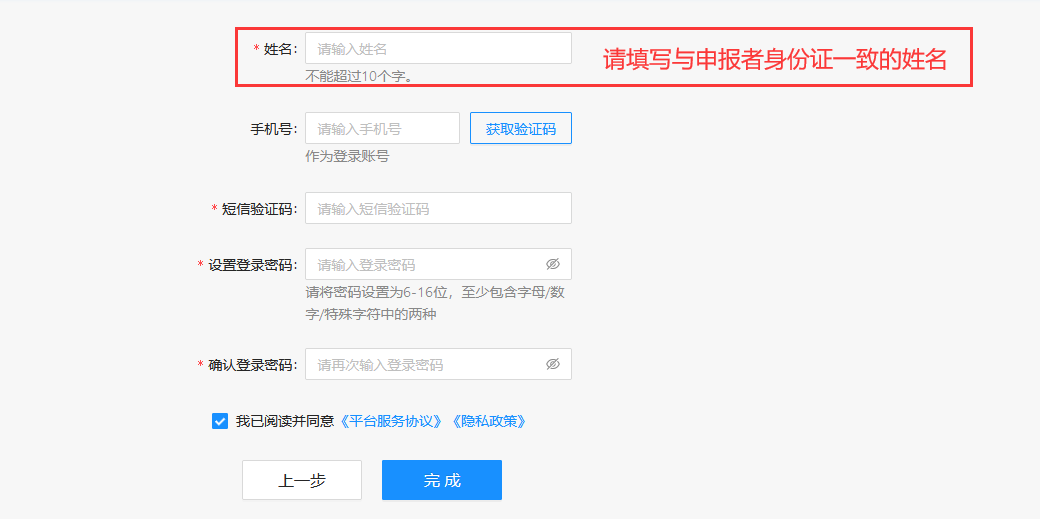 * 姓名: 请输入姓名 请填写与申报者身份证一致的姓名
不能超过10个字。
手机号: 请输入手机号 获取验证码
作为登录账号
* 短信验证码: 请输入短信验证码
* 设置登录密码: 请输入登录密码
请将密码设置为6-16位，至少包含字母/数
字/特殊字符中的两种
* 确认登录密码: 请再次输入登录密码
我已阅读并同意《平台服务协议》《隐私政策》
上一步 完 成